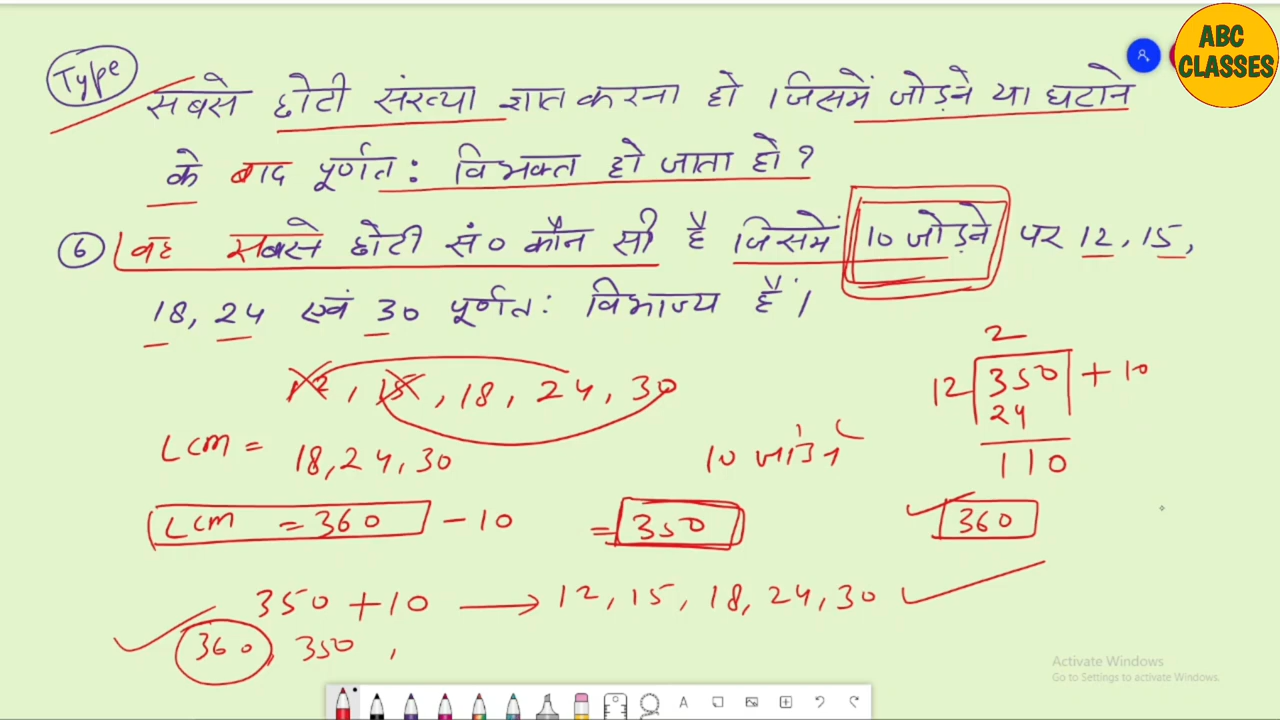 ABC
CLASSES
Type
सबसे छोटी संख्या ज्ञात करना हो जिसमें जोड़ने या घटाने
के बाद पूर्णतः विभक्त हो जाता हो?
6 वह सबसे छोटी सं० कौन सी है जिसमें 10 जोड़ने पर 12, 15,
18, 24 एवं 30 पूर्णतः विभाज्य हैं।
12, 15, 18, 24, 30
2
12 350 + 10
24
110
LCM = 18, 24, 30
10 जोड़ने
LCM = 360 - 10 = 350
360
350 + 10 → 12, 15, 18, 24, 30
360, 350,
Activate Windows
Go to Settings to activate Windows.
A